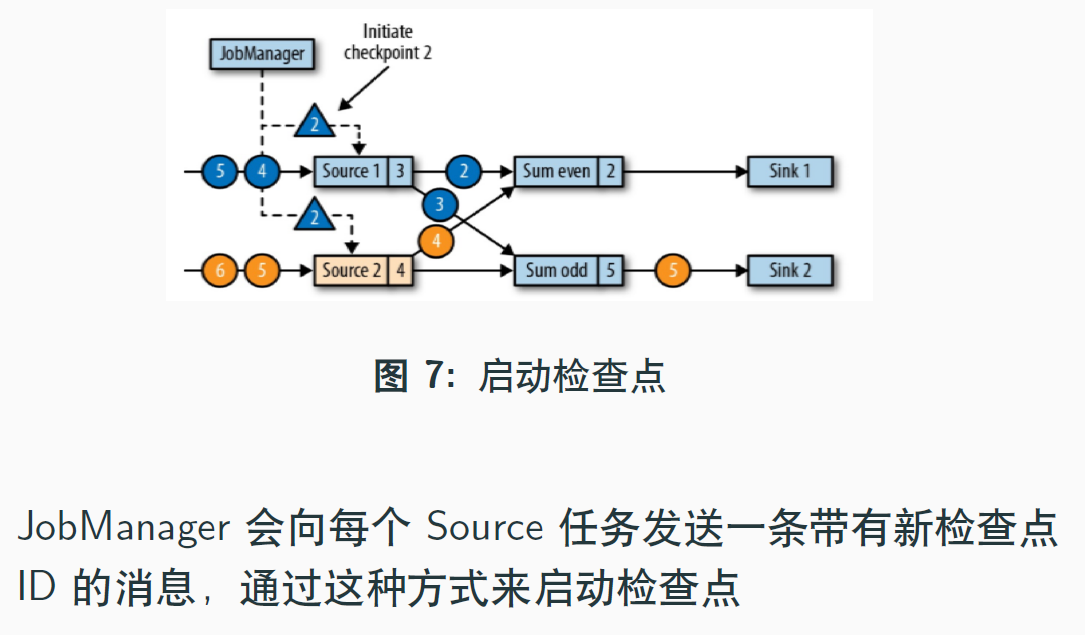 Initiate
checkpoint 2
JobManager
2
5 4 Source 1 3 2 Sum even 2 Sink 1
3
2
4
6 5 Source 2 4 Sum odd 5 5 Sink 2
图 7: 启动检查点
JobManager 会向每个 Source 任务发送一条带有新检查点
ID 的消息，通过这种方式来启动检查点